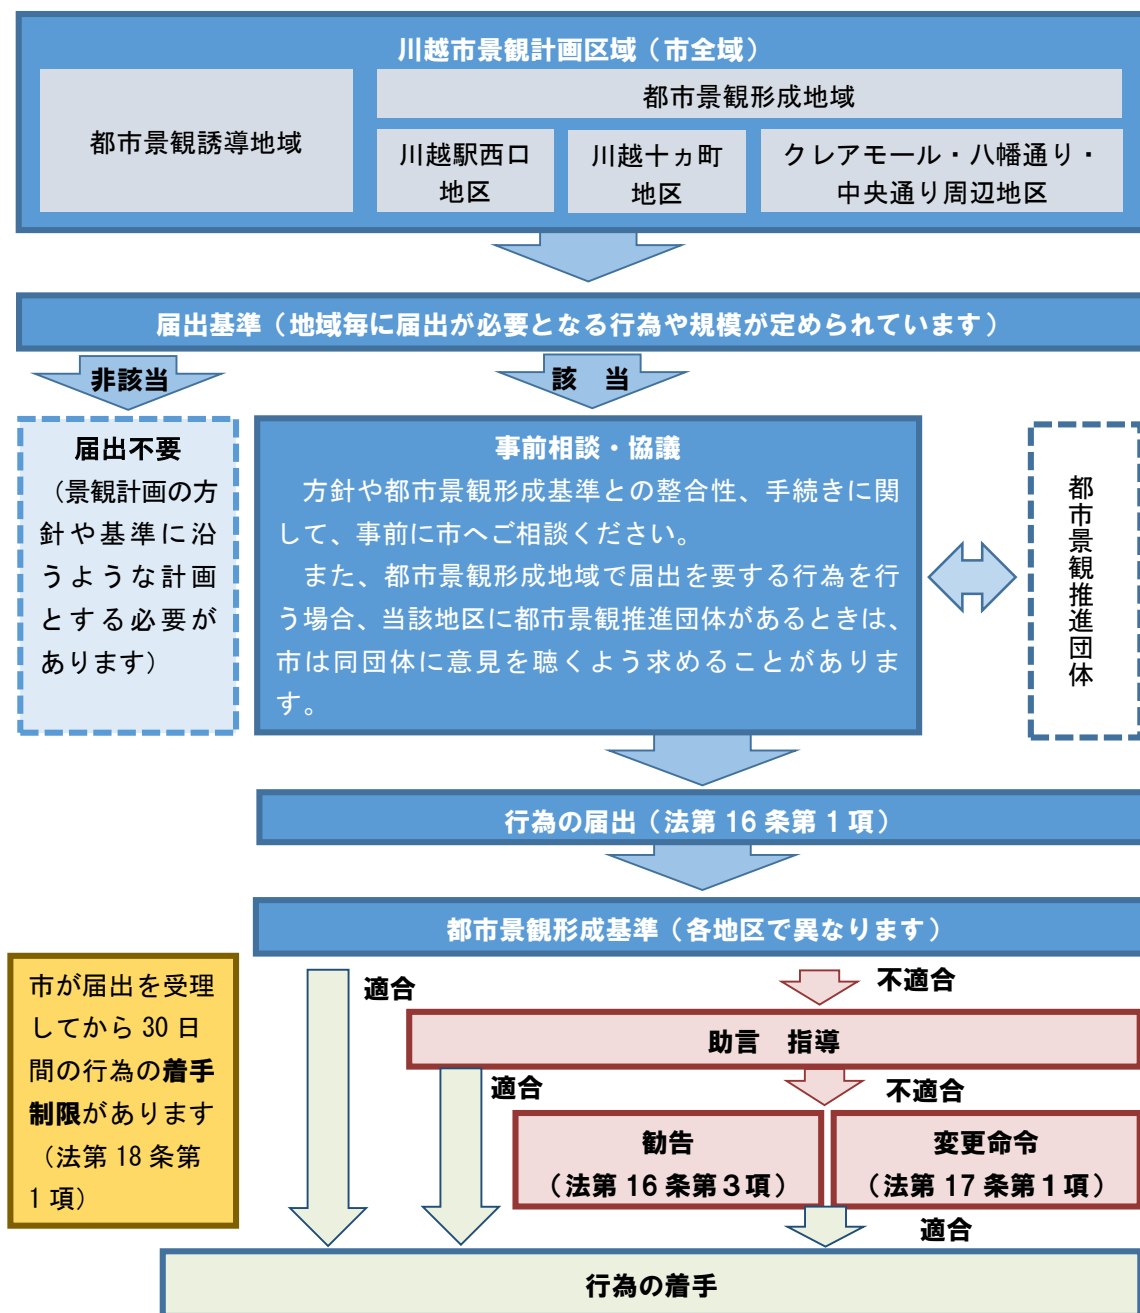 川越市景観計画区域（市全域）
都市景観誘導地域
都市景観形成地域
川越駅西口
地区
川越十ヵ町
地区
クレアモール・八幡通り・
中央通り周辺地区
届出基準（地域毎に届出が必要となる行為や規模が定められています）
非該当
該　当
届出不要
（景観計画の方
針や基準に沿
うような計画
とする必要が
あります）
事前相談・協議
方針や都市景観形成基準との整合性、手続きに関
して、事前に市へご相談ください。
また、都市景観形成地域で届出を要する行為を行
う場合、当該地区に都市景観推進団体があるときは、
市は同団体に意見を聴くよう求めることがありま
す。
都市景観推進団体
行為の届出（法第 16 条第 1 項）
都市景観形成基準（各地区で異なります）
市が届出を受理
してから 30 日
間の行為の着手
制限があります
（法第 18 条第
1 項）
適合
不適合
助言　指導
適合
不適合
勧告
（法第 16 条第３項）
変更命令
（法第 17 条第１項）
適合
行為の着手